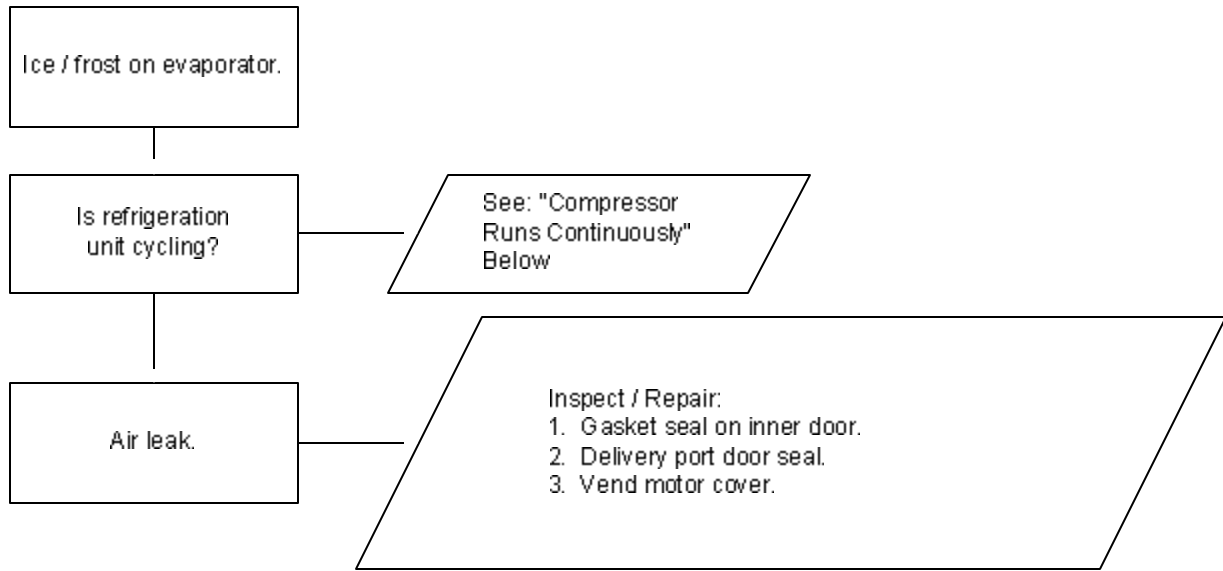 Ice / frost on evaporator.
Is refrigeration
unit cycling?
See: "Compressor
Runs Continuously"
Below
Air leak.
Inspect / Repair:
1. Gasket seal on inner door.
2. Delivery port door seal.
3. Vend motor cover.